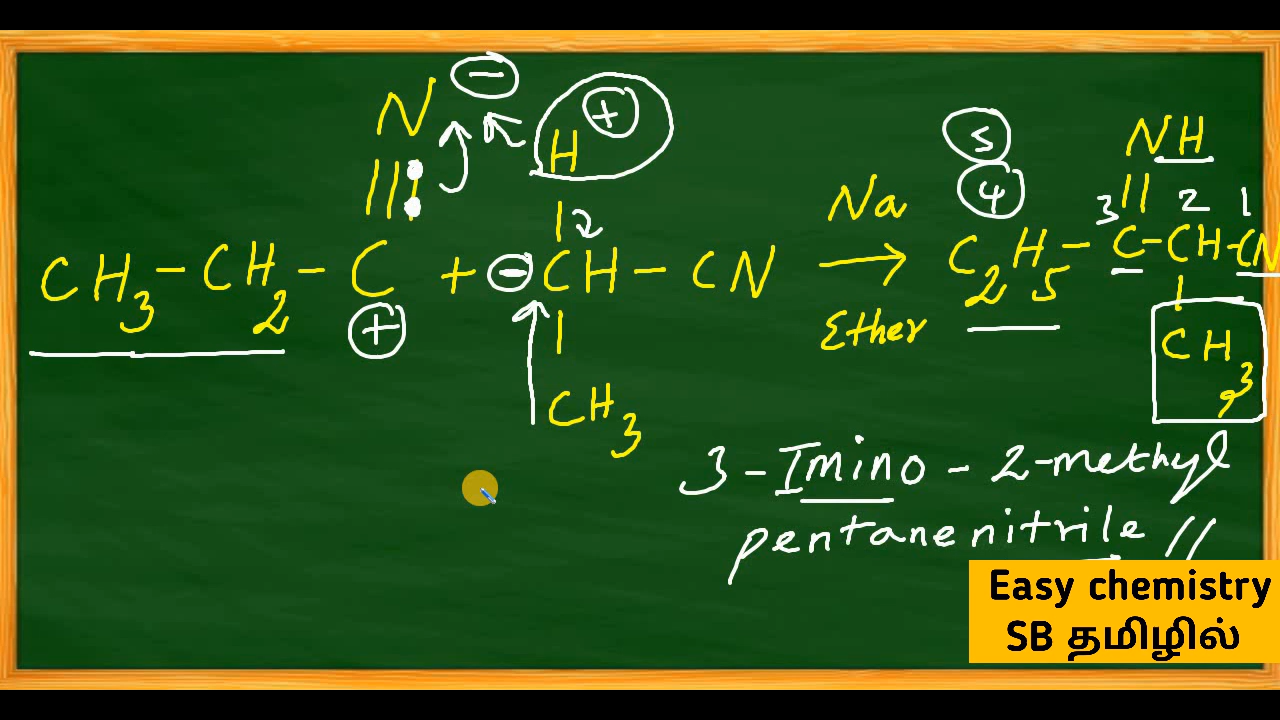 N ⊖
H ⊕
||| | 2
CH₃ – CH₂ – C + ⊖ CH – CN
⊕ |
CH₃
Na
→
Ether
5
4
NH
3 || 2 1
C₂H₅ – C – CH – CN
|
CH₃
3 – Imino – 2-methyl
pentanenitrile //
Easy chemistry
SB தமிழில்